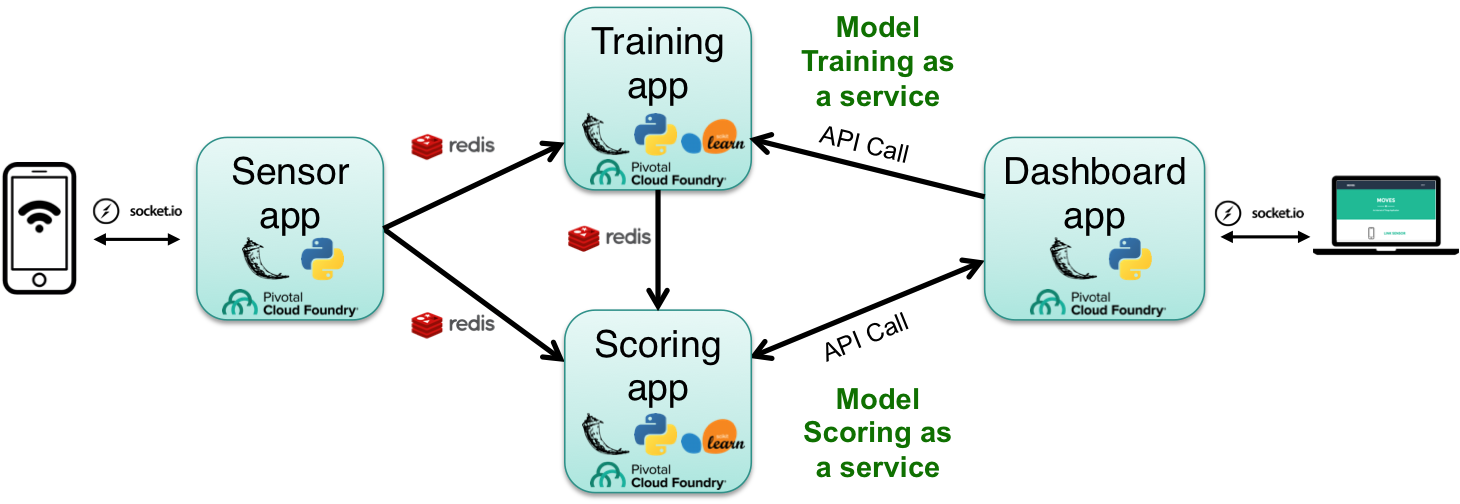 Training
app
learn
Pivotal
Cloud Foundry
Model
Training as
a service
redis
API Call
Sensor
app
Pivotal
Cloud Foundry
socket.io
redis
Dashboard
app
Pivotal
Cloud Foundry
socket.io
MOVES
LIVE SENSOR
redis
API Call
Scoring
app
learn
Pivotal
Cloud Foundry
Model
Scoring as
a service